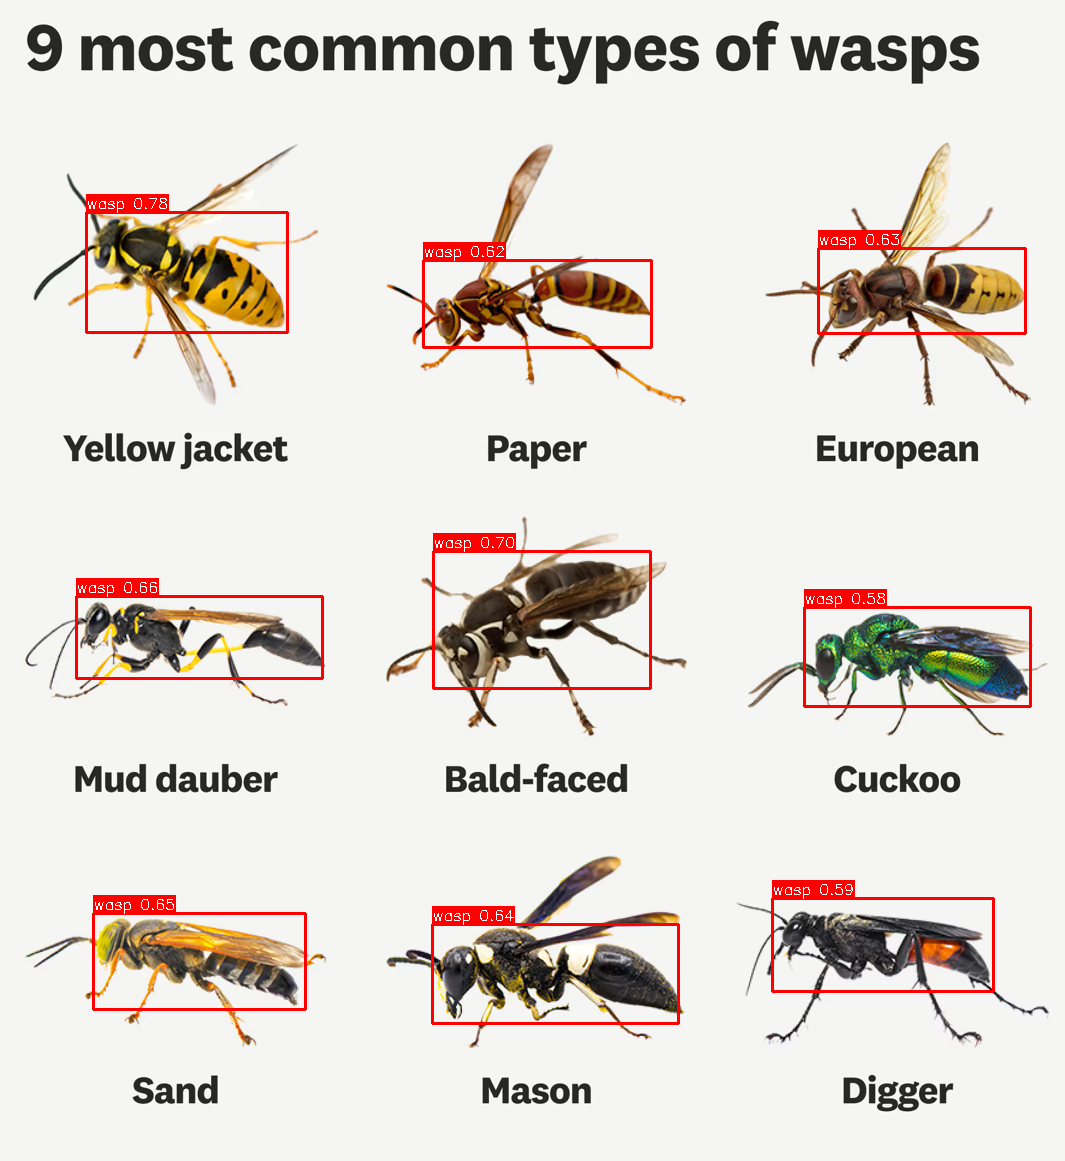 9 most common types of wasps
wasp 0.78
wasp 0.62
wasp 0.63
Yellow jacket
Paper
European
wasp 0.66
wasp 0.70
wasp 0.58
Mud dauber
Bald-faced
Cuckoo
wasp 0.65
wasp 0.64
wasp 0.59
Sand
Mason
Digger